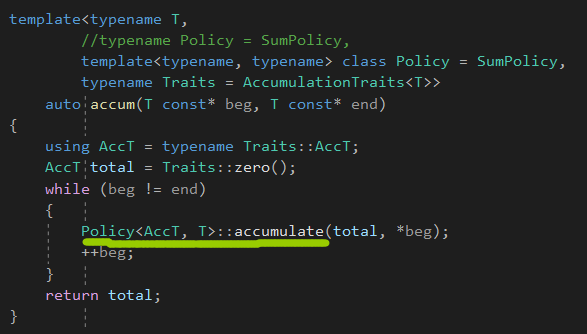 template<typename T,
//typename Policy = SumPolicy,
template<typename, typename> class Policy = SumPolicy,
typename Traits = AccumulationTraits<T>>
auto accum(T const* beg, T const* end)
{
using AccT = typename Traits::AccT;
AccT total = Traits::zero();
while (beg != end)
{
Policy<AccT, T>::accumulate(total, *beg);
++beg;
}
return total;
}